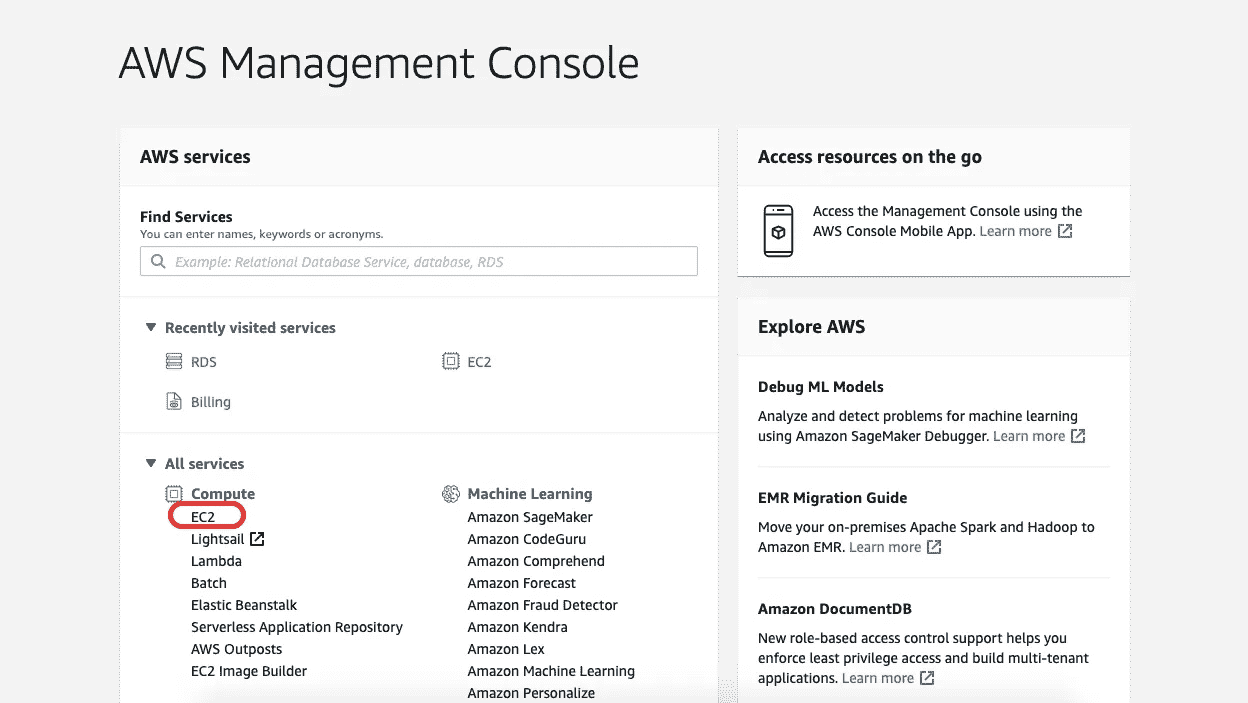 AWS Management Console
AWS services
Find Services
You can enter names, keywords or acronyms.
Example: Relational Database Service, database, RDS
Recently visited services
RDS
EC2
Billing
All services
Compute
EC2
Lightsail
Lambda
Batch
Elastic Beanstalk
Serverless Application Repository
AWS Outposts
EC2 Image Builder
Machine Learning
Amazon SageMaker
Amazon CodeGuru
Amazon Comprehend
Amazon Forecast
Amazon Fraud Detector
Amazon Kendra
Amazon Lex
Amazon Machine Learning
Amazon Personalize
Access resources on the go
Access the Management Console using the
AWS Console Mobile App. Learn more
Explore AWS
Debug ML Models
Analyze and detect problems for machine learning
using Amazon SageMaker Debugger. Learn more
EMR Migration Guide
Move your on-premises Apache Spark and Hadoop to
Amazon EMR. Learn more
Amazon DocumentDB
New role-based access control support helps you
enforce least privilege access and build multi-tenant
applications. Learn more